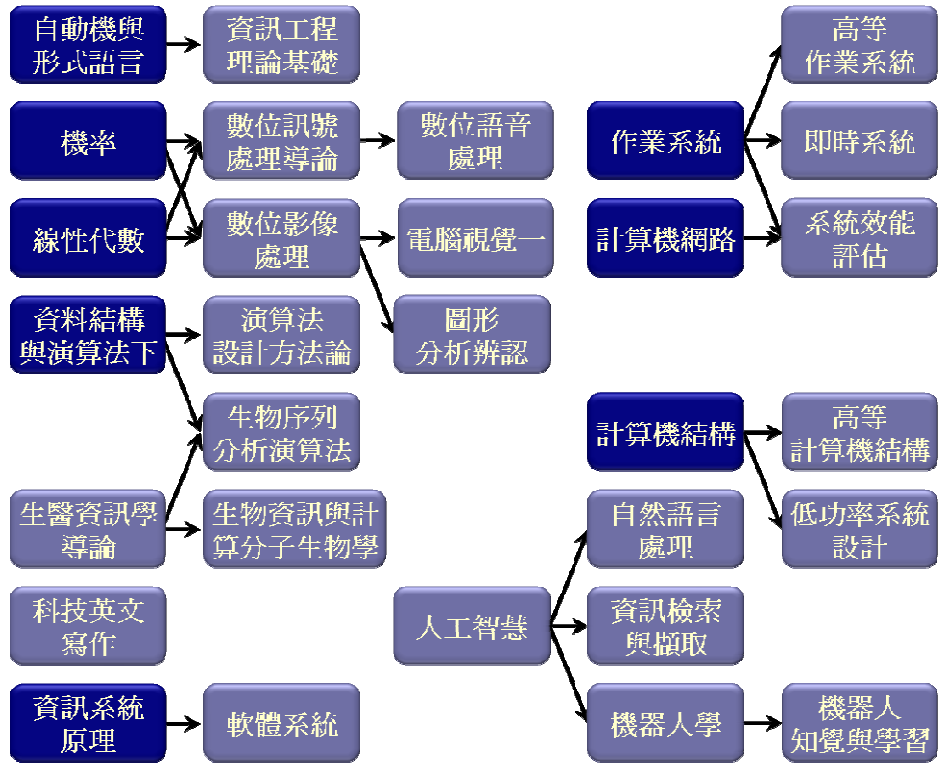 自動機與
形式語言
資訊工程
理論基礎
高等
作業系統
機率
數位訊號
處理導論
數位語音
處理
作業系統
即時系統
線性代數
數位影像
處理
電腦視覺一
計算機網路
系統效能
評估
資料結構
與演算法下
演算法
設計方法論
圖形
分析辨認
生物序列
分析演算法
計算機結構
高等
計算機結構
生醫資訊學
導論
生物資訊與計
算分子生物學
自然語言
處理
低功率系統
設計
科技英文
寫作
人工智慧
資訊檢索
與擷取
資訊系統
原理
軟體系統
機器人學
機器人
知覺與學習